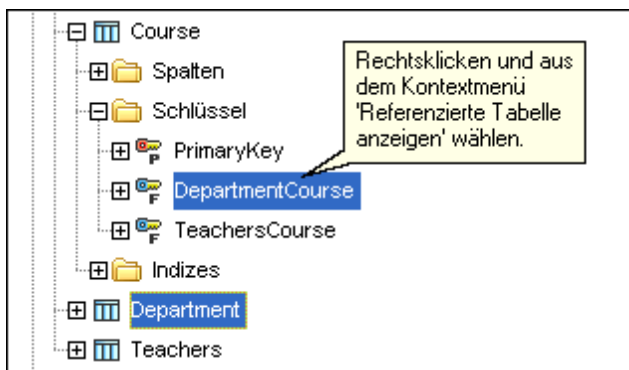 Course
Spalten
Schlüssel
Rechtsklicken und aus
dem Kontextmenü
'Referenzierte Tabelle
anzeigen' wählen.
P PrimaryKey
F DepartmentCourse
F TeachersCourse
Indizes
Department
Teachers